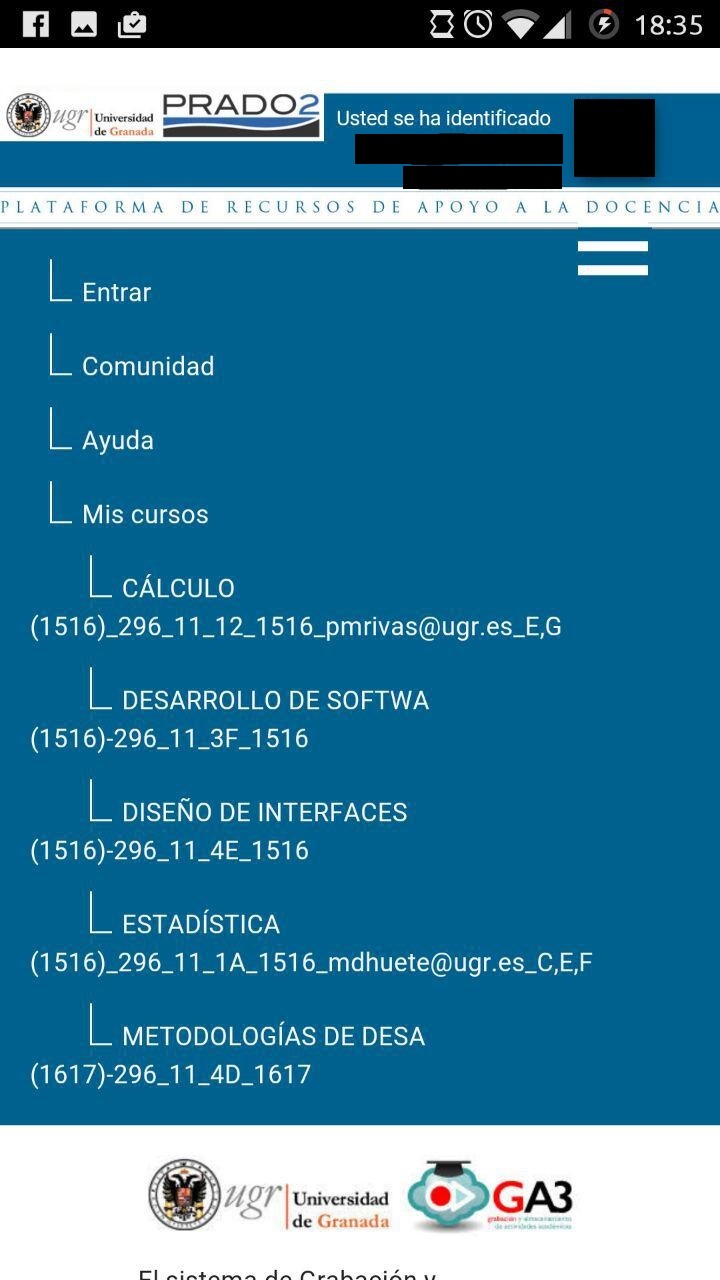 18:35
ugr Universidad
de Granada
PRADO2
Usted se ha identificado
PLATAFORMA DE RECURSOS DE APOYO A LA DOCENCIA
Entrar
Comunidad
Ayuda
Mis cursos
CÁLCULO
(1516)_296_11_12_1516_pmrivas@ugr.es_E,G
DESARROLLO DE SOFTWA
(1516)-296_11_3F_1516
DISEÑO DE INTERFACES
(1516)-296_11_4E_1516
ESTADÍSTICA
(1516)_296_11_1A_1516_mdhuete@ugr.es_C,E,F
METODOLOGÍAS DE DESA
(1617)-296_11_4D_1617
ugr Universidad
de Granada
GA3
grabación y almacenamiento
de actividades académicas
El sistema de Grabación y